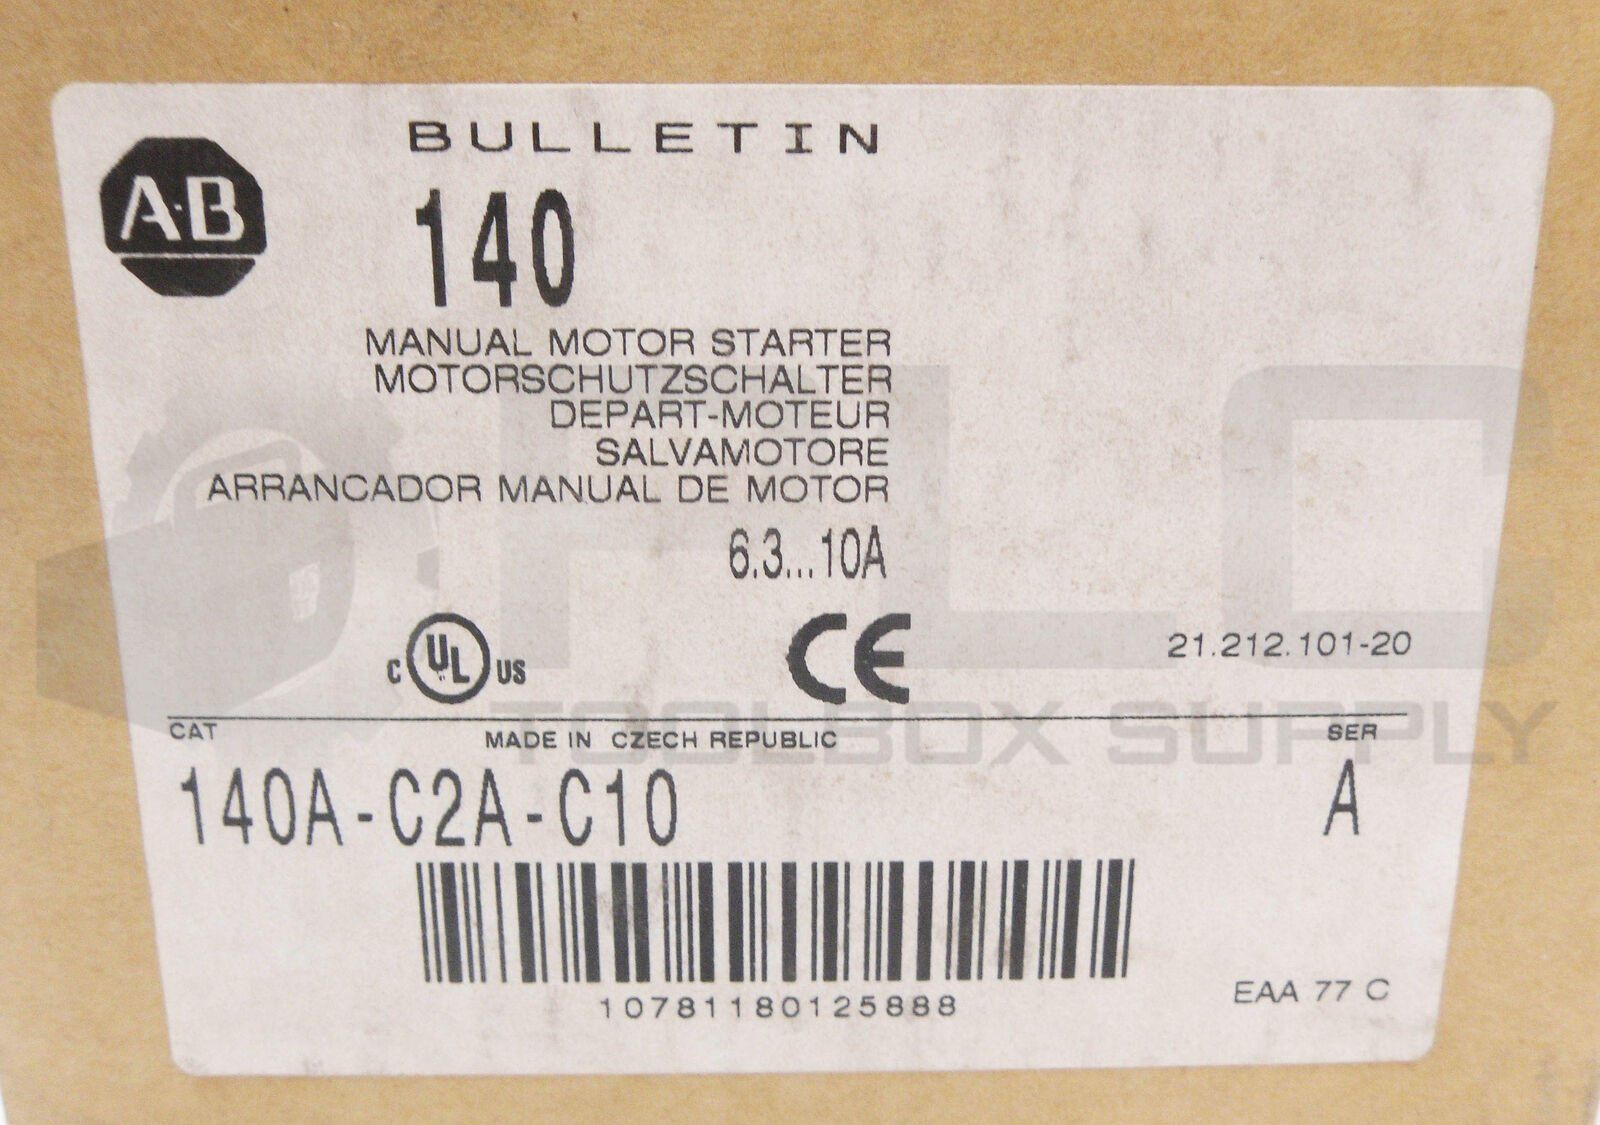 BULLETIN
A·B
140
MANUAL MOTOR STARTER
MOTORSCHUTZSCHALTER
DEPART-MOTEUR
SALVAMOTORE
ARRANCADOR MANUAL DE MOTOR
6.3...10A
C UL US
CE
21.212.101-20
CAT
MADE IN CZECH REPUBLIC
SER
140A-C2A-C10
A
10781180125888
EAA 77 C
PLC
TOOLBOX SUPPLY